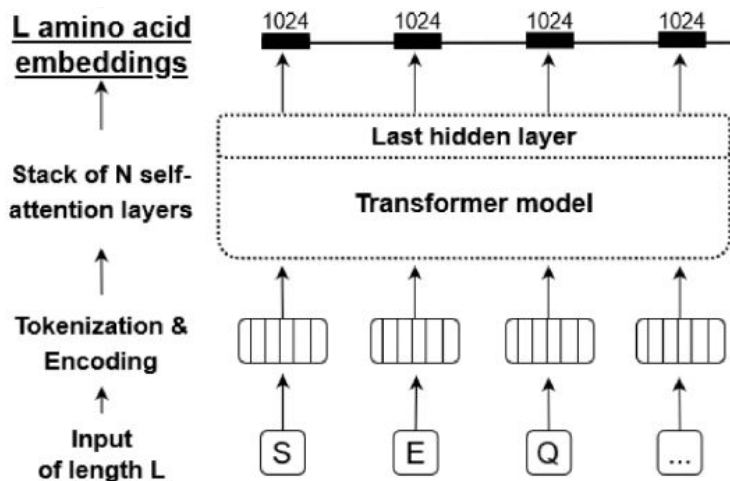 L amino acid
embeddings
1024 1024 1024 1024
Last hidden layer
Stack of N self-
attention layers
Transformer model
Tokenization &
Encoding
Input
of length L
S E Q ...